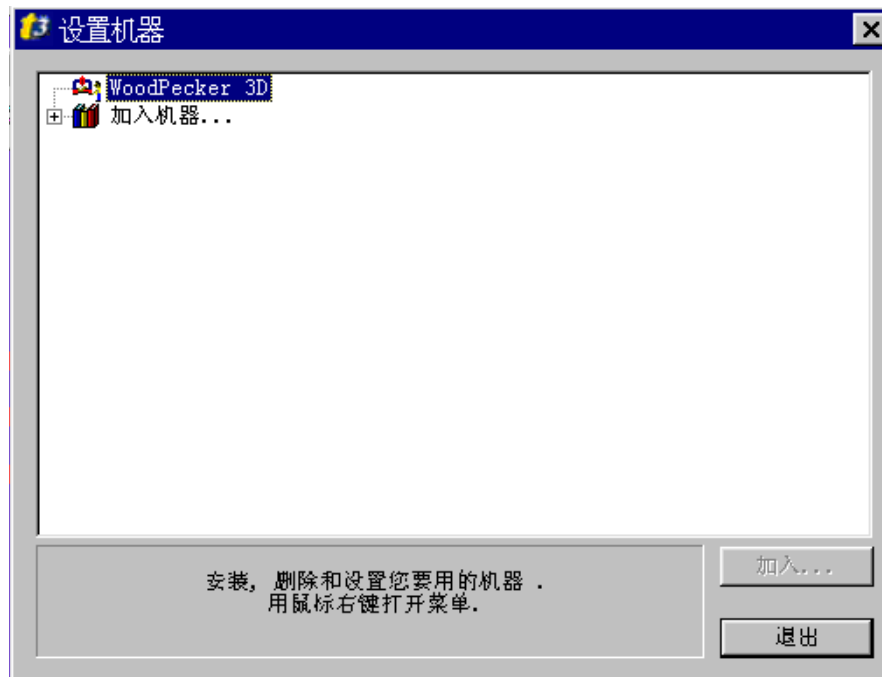 设置机器
WoodPecker 3D
加入机器...
安装, 删除和设置您要用的机器 .
用鼠标右键打开菜单.
加入...
退出